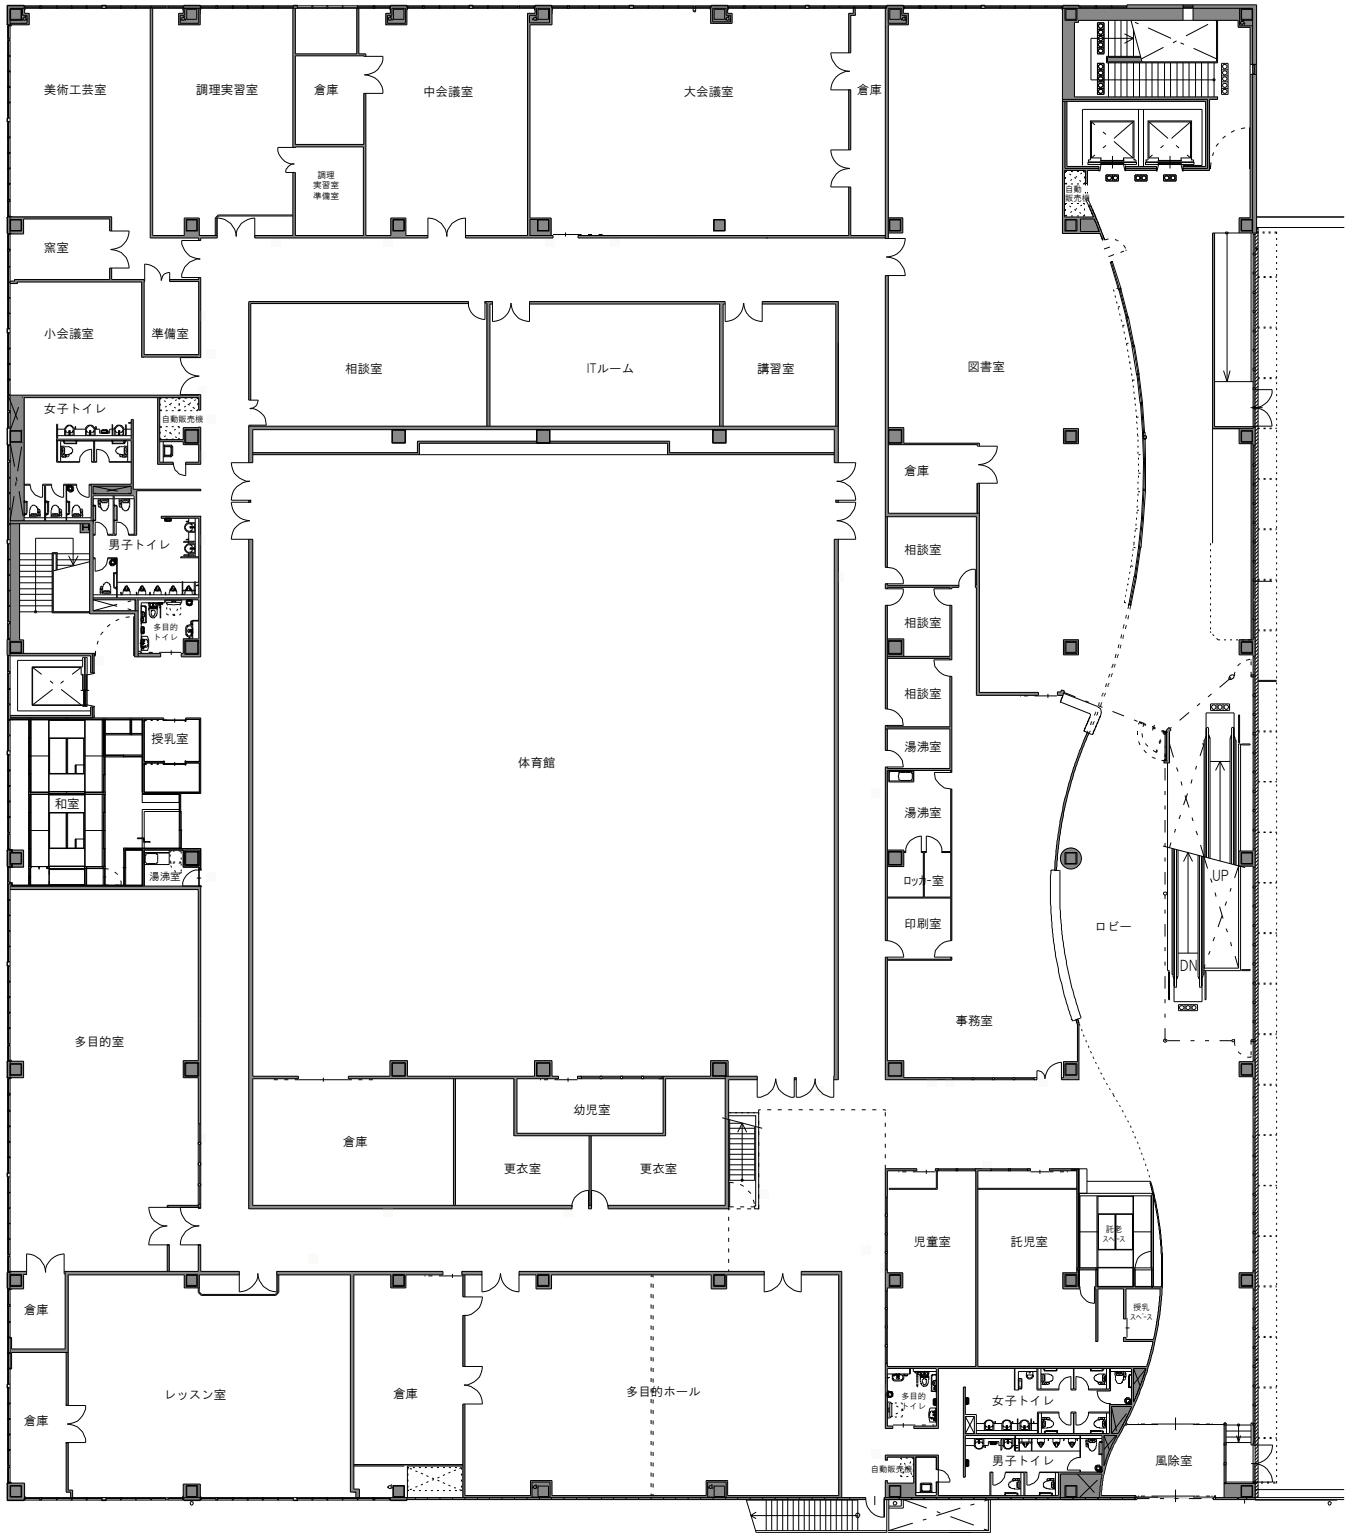 美術工芸室
調理実習室
倉庫
中会議室
大会議室
倉庫
調理
実習室
準備室
自動
販売機
窯室
小会議室
準備室
相談室
ITルーム
講習室
図書室
女子トイレ
自動販売機
倉庫
男子トイレ
相談室
多目的
トイレ
相談室
相談室
授乳室
湯沸室
体育館
和室
湯沸室
湯沸室
ロッカー室
UP
印刷室
ロビー
DN
多目的室
事務室
幼児室
倉庫
更衣室
更衣室
児童室
託児室
託老
スペース
倉庫
授乳
スペース
レッスン室
倉庫
多目的ホール
多目的
トイレ
女子トイレ
倉庫
自動販売機
男子トイレ
風除室